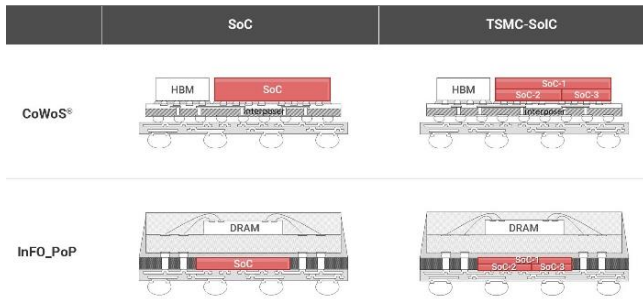 SoC
TSMC-SoIC
CoWoS®
HBM
SoC
Interposer
HBM
SoC-1
SoC-2
SoC-3
Interposer
InFO_PoP
DRAM
SoC
DRAM
SoC-1
SoC-2
SoC-3